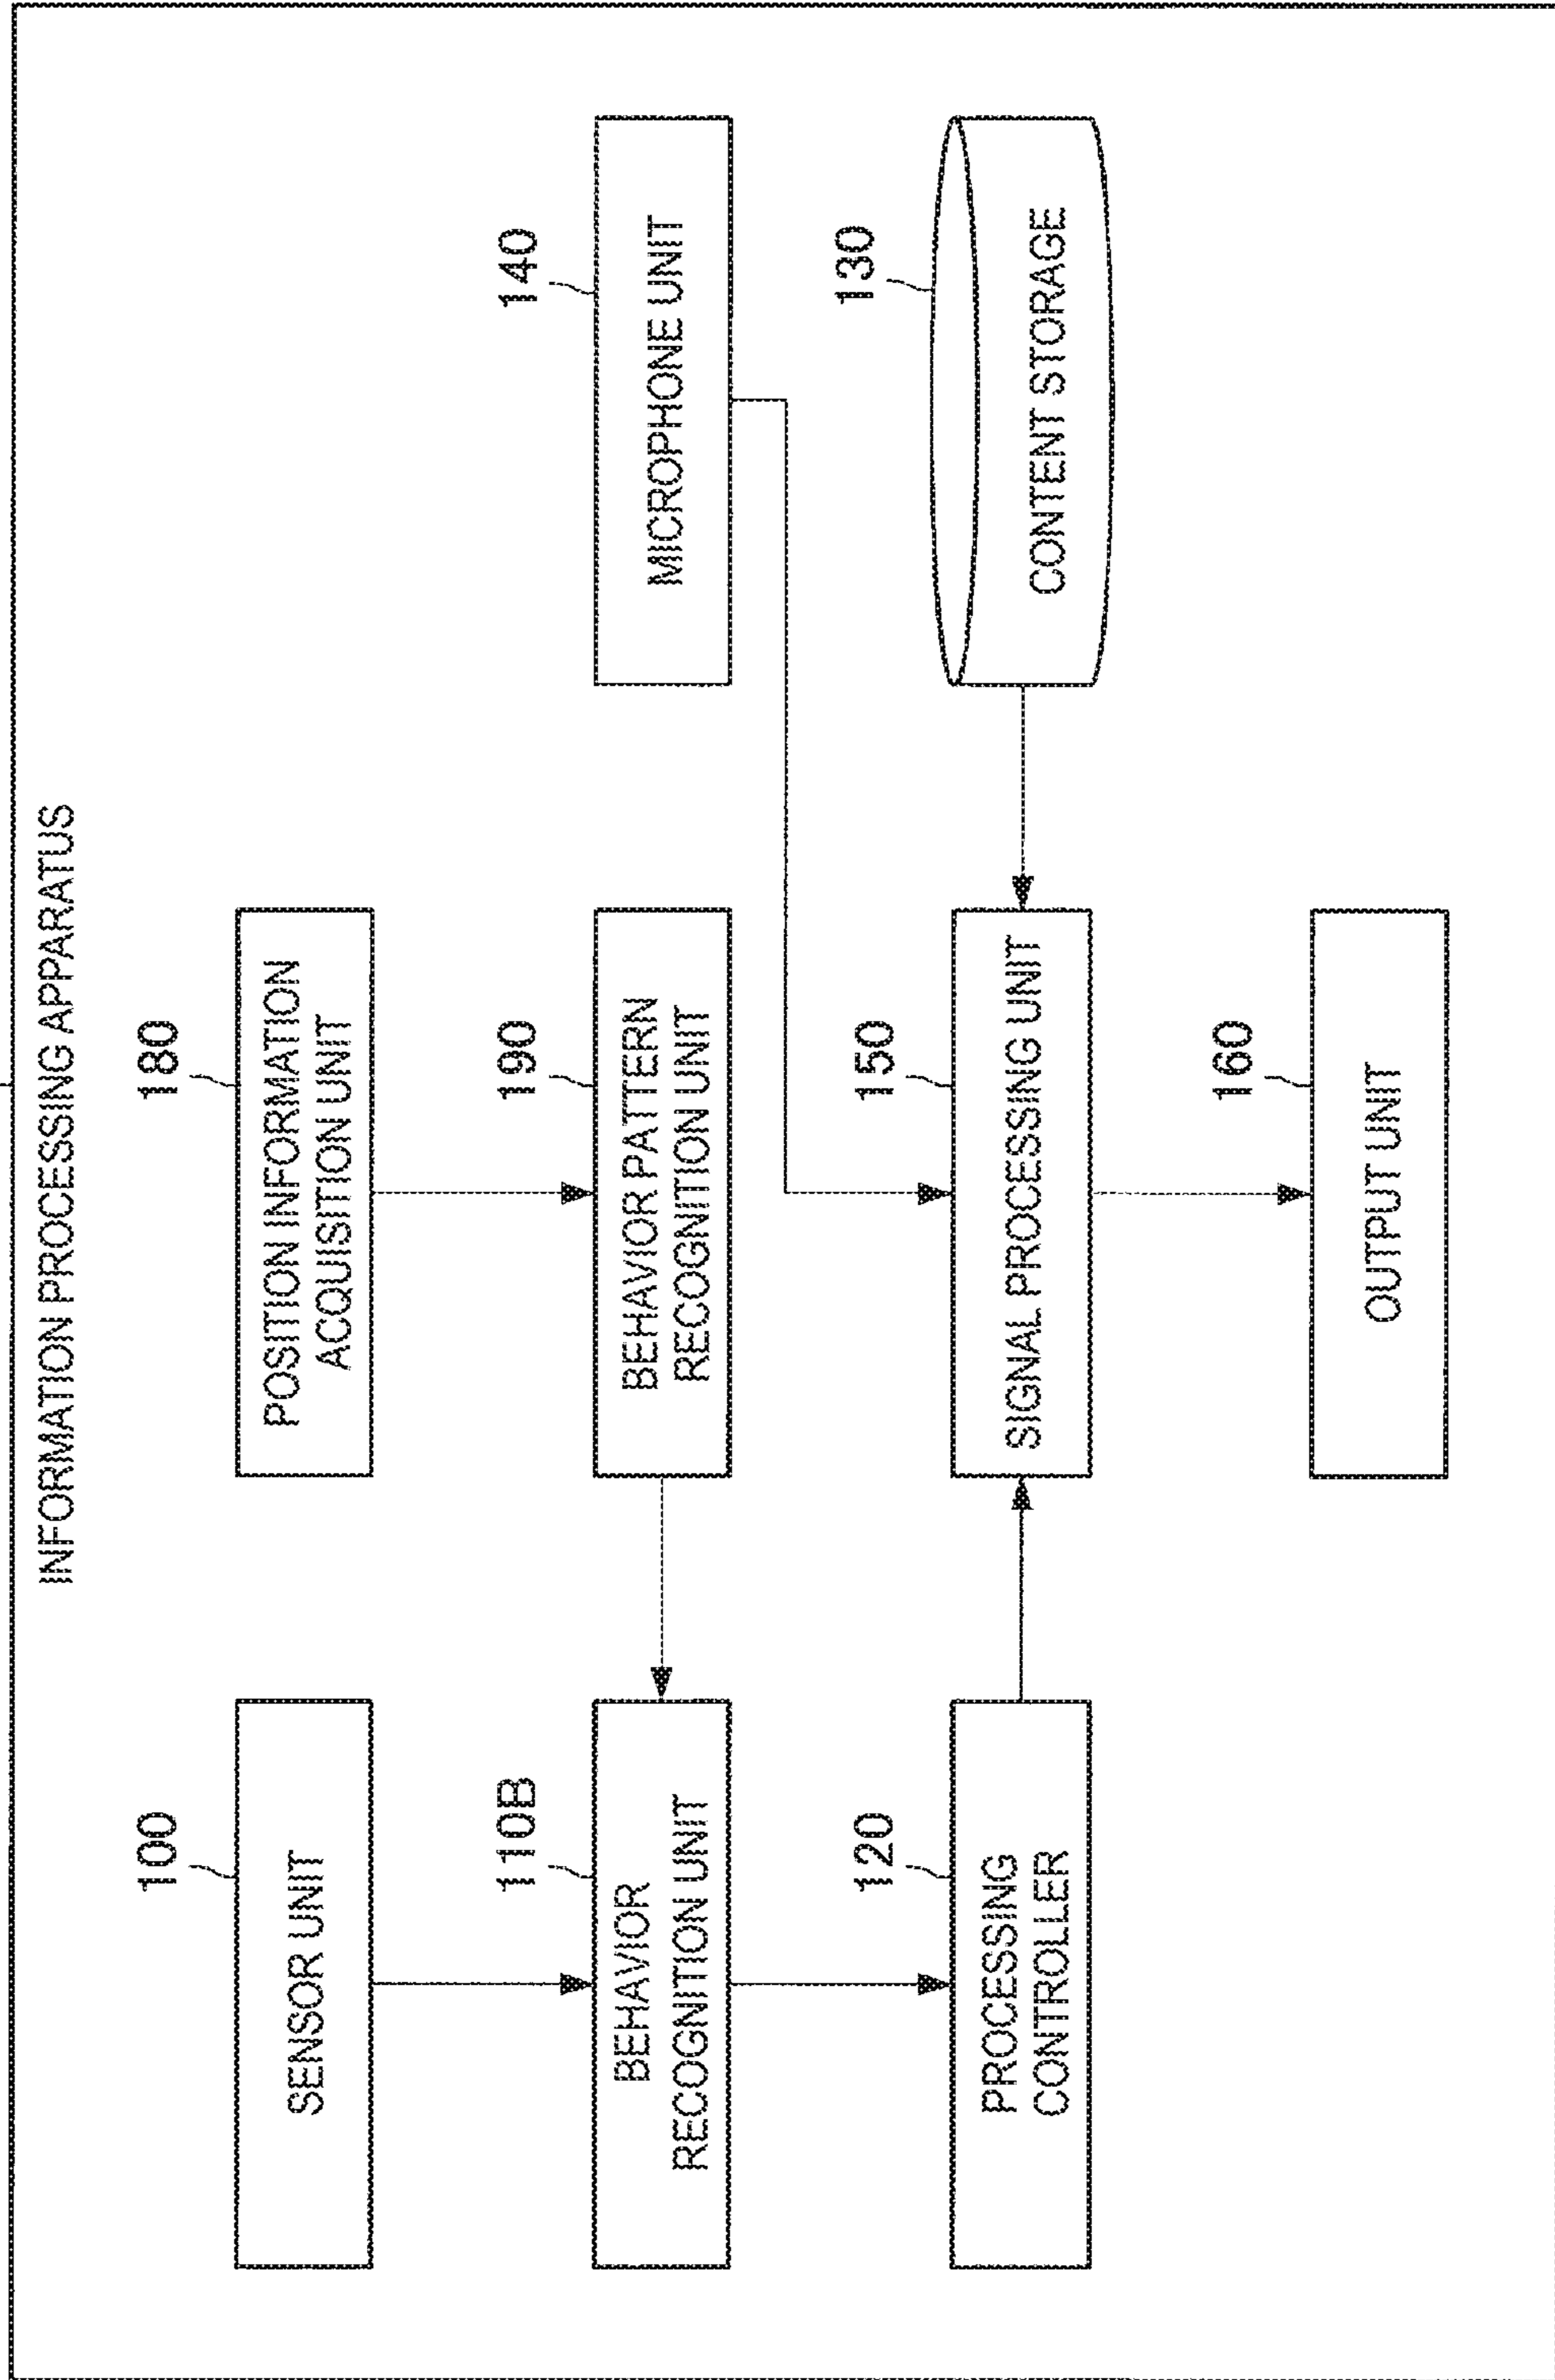 INFORMATION PROCESSING APPARATUS
100
SENSOR UNIT
180
POSITION INFORMATION
ACQUISITION UNIT
110B
BEHAVIOR
RECOGNITION UNIT
190
BEHAVIOR PATTERN
RECOGNITION UNIT
140
MICROPHONE UNIT
120
PROCESSING
CONTROLLER
150
SIGNAL PROCESSING UNIT
130
CONTENT STORAGE
160
OUTPUT UNIT